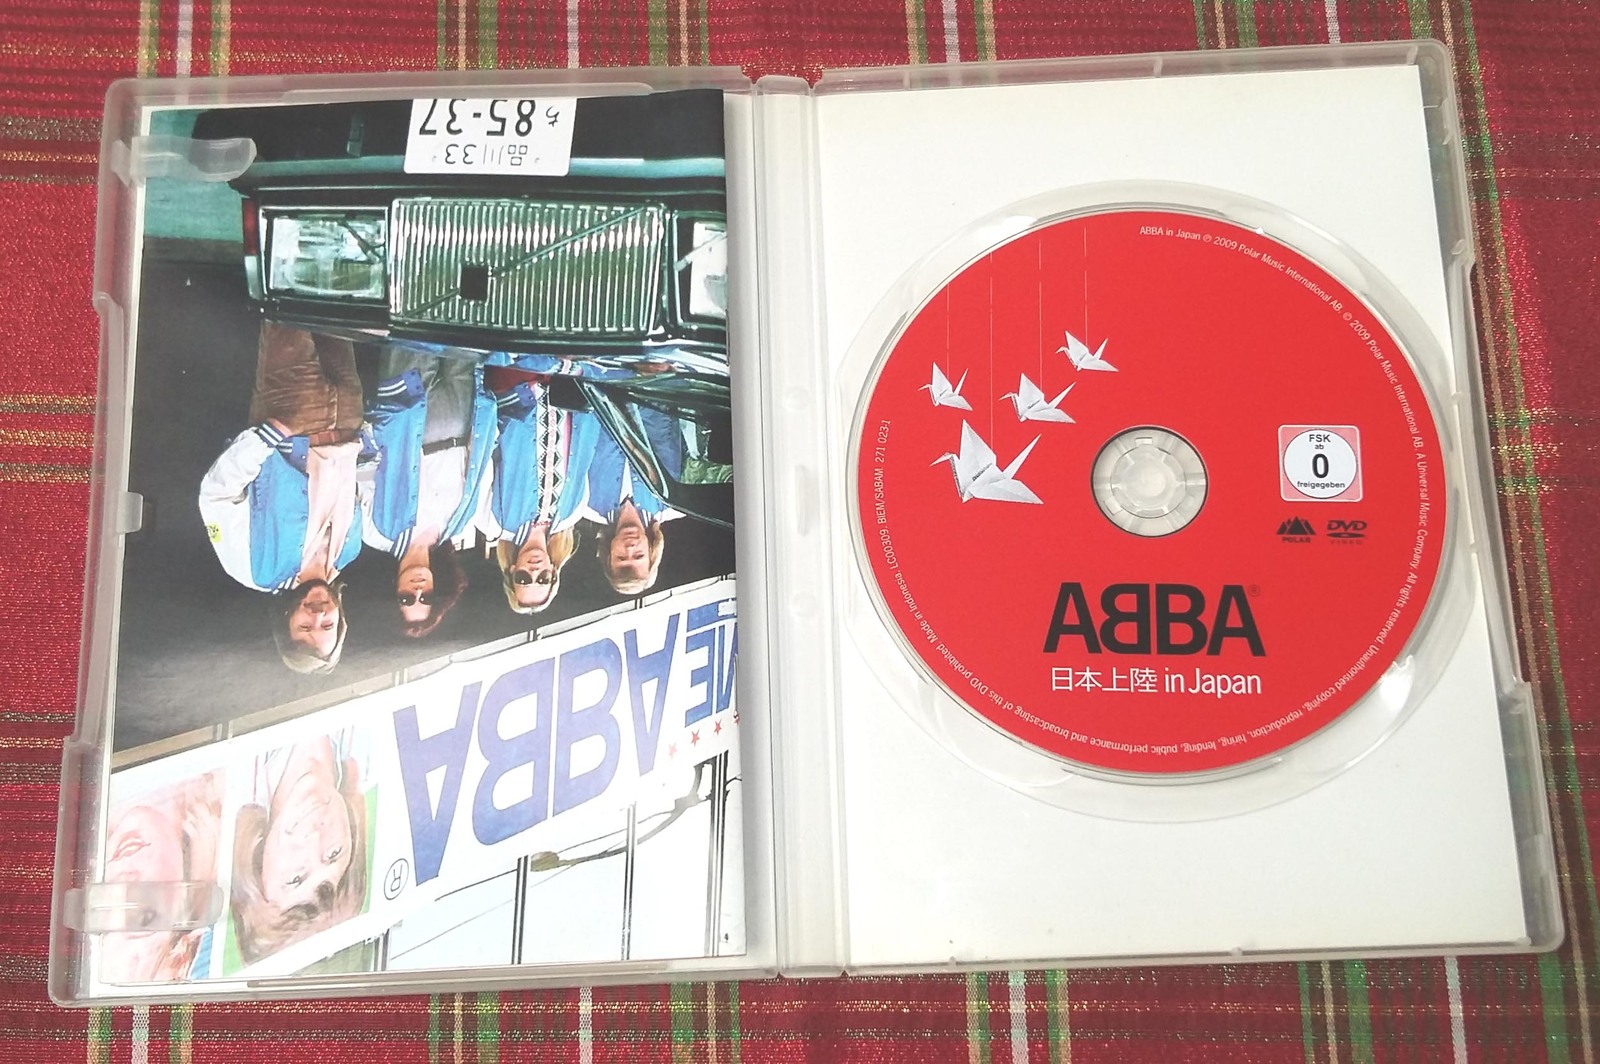 品川 33
ち 85-37
ME ABBA
®
ABBA in Japan ℗ 2009 Polar Music International AB. © 2009 Polar Music International AB. A Universal Music Company. All rights reserved. Unauthorised copying, reproduction, hiring, lending, public performance and broadcasting of this DVD prohibited. Made in Indonesia. LC00309. BIEM/SABAM. 271 023-1
FSK
ab
0
freigegeben
POLAR
DVD
VIDEO
ABBA®
日本上陸 in Japan